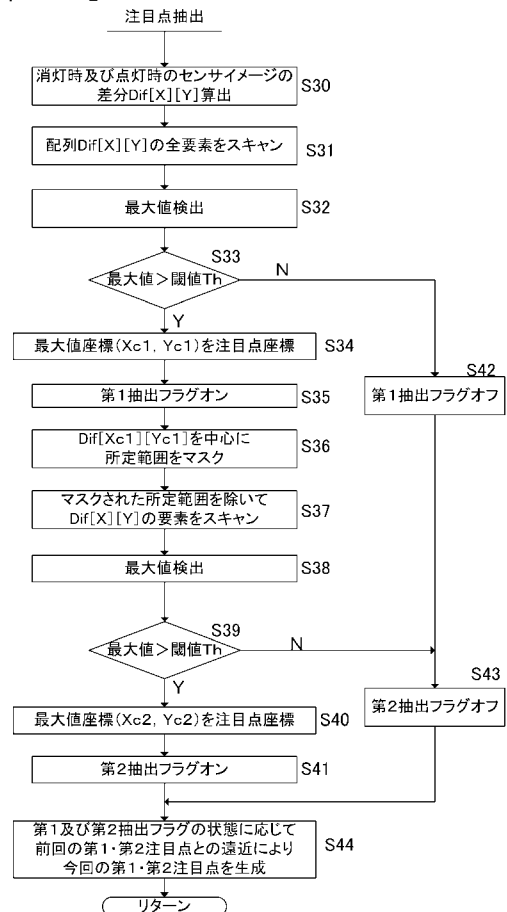 注目点抽出
消灯時及び点灯時のセンサイメージの
差分Dif[X][Y]算出
S30
配列Dif[X][Y]の全要素をスキャン
S31
最大値検出
S32
S33
最大値>閾値Th
N
Y
最大値座標(Xc1, Yc1)を注目点座標
S34
S42
第1抽出フラグオン
S35
第1抽出フラグオフ
Dif[Xc1][Yc1]を中心に
所定範囲をマスク
S36
マスクされた所定範囲を除いて
Dif[X][Y]の要素をスキャン
S37
最大値検出
S38
S39
最大値>閾値Th
N
Y
S43
第2抽出フラグオフ
最大値座標(Xc2, Yc2)を注目点座標
S40
第2抽出フラグオン
S41
第1及び第2抽出フラグの状態に応じて
前回の第1・第2注目点との遠近により
今回の第1・第2注目点を生成
S44
リターン